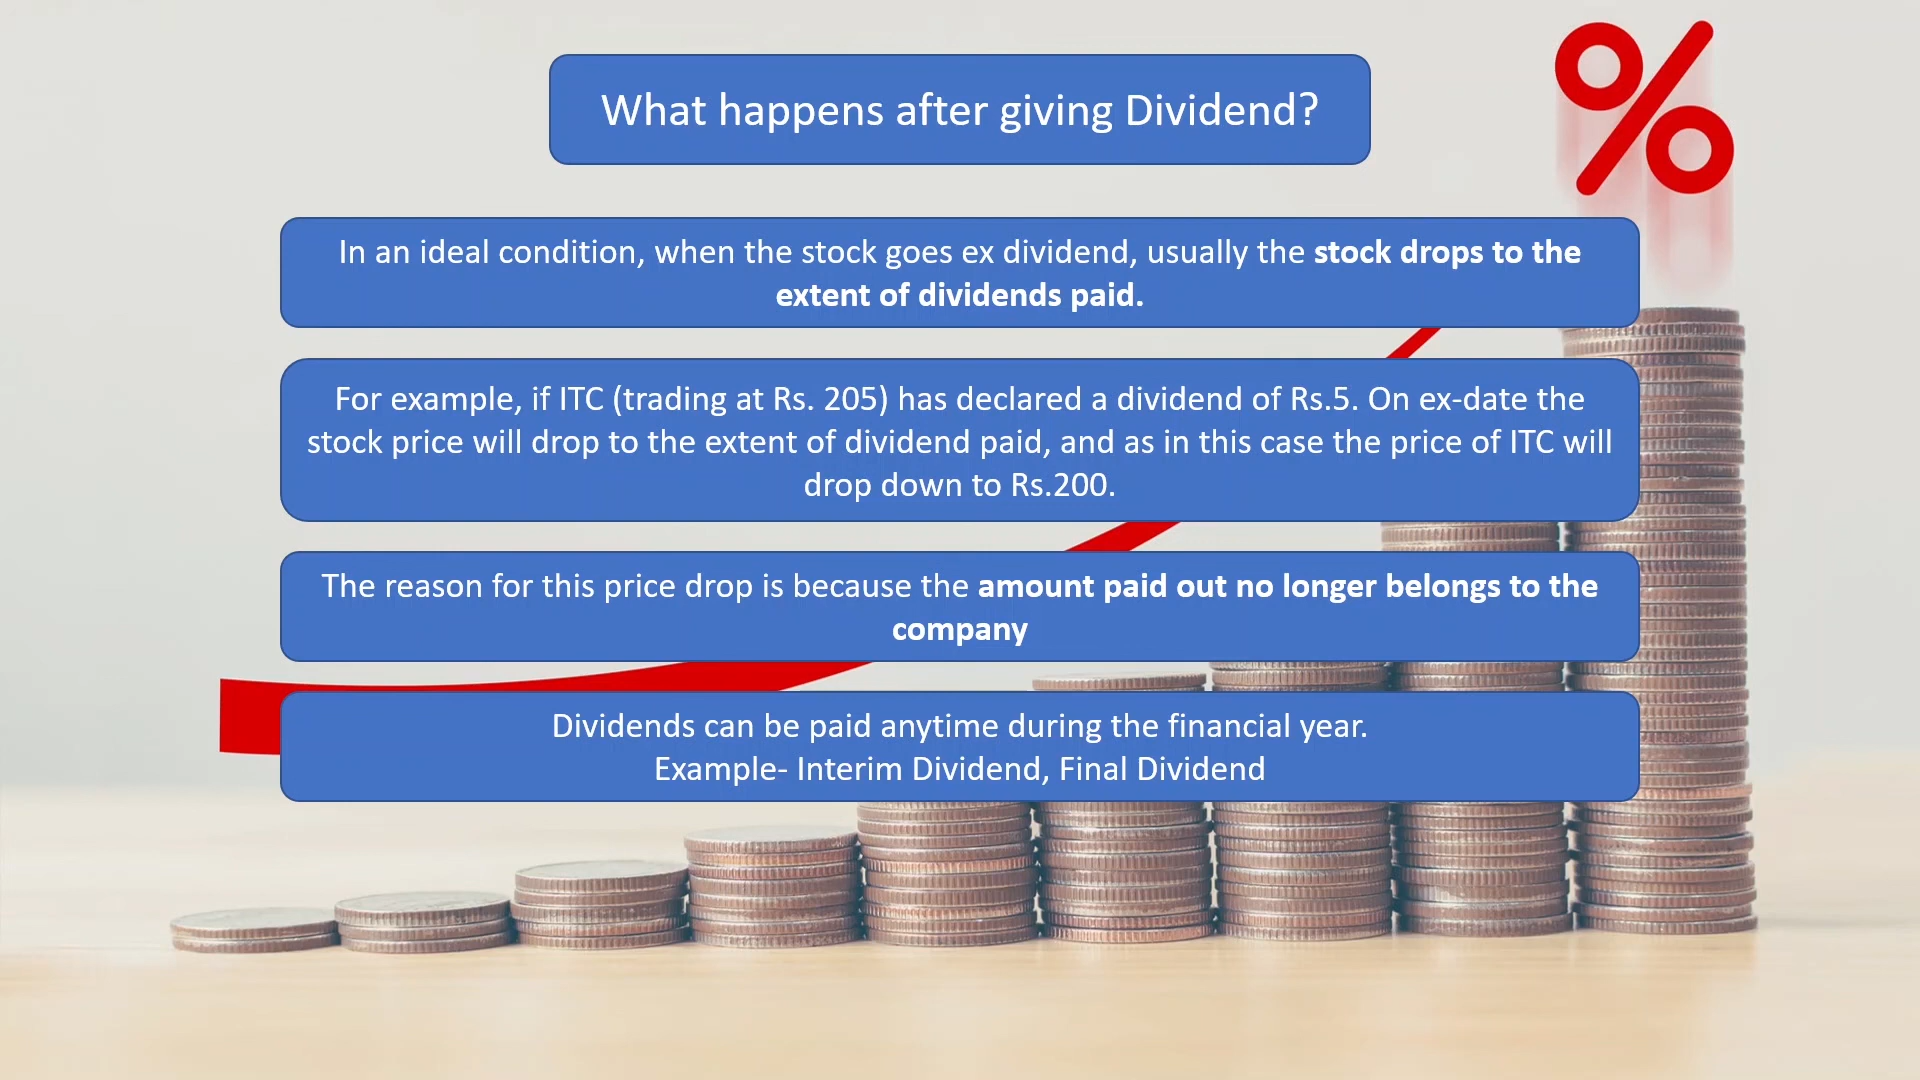 %
What happens after giving Dividend?
In an ideal condition, when the stock goes ex dividend, usually the stock drops to the
extent of dividends paid.
For example, if ITC (trading at Rs. 205) has declared a dividend of Rs.5. On ex-date the
stock price will drop to the extent of dividend paid, and as in this case the price of ITC will
drop down to Rs.200.
The reason for this price drop is because the amount paid out no longer belongs to the
company
Dividends can be paid anytime during the financial year.
Example- Interim Dividend, Final Dividend